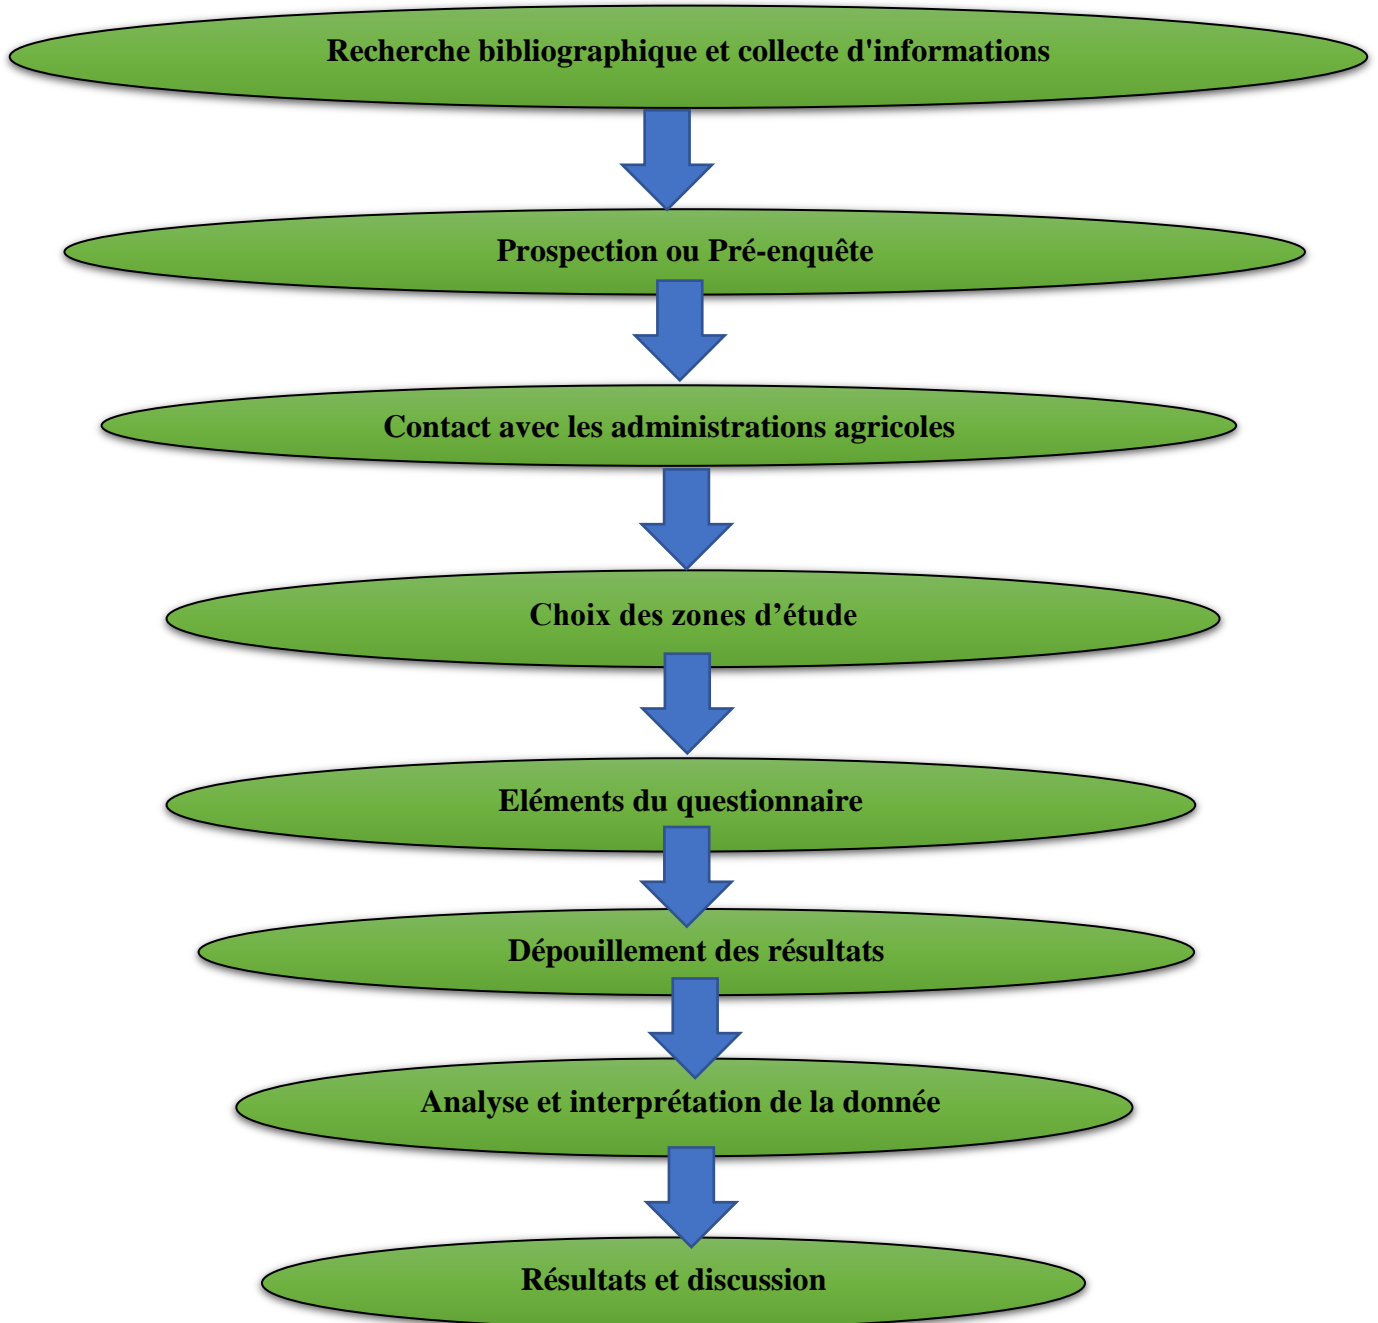 Recherche bibliographique et collecte d'informations
Prospection ou Pré-enquête
Contact avec les administrations agricoles
Choix des zones d’étude
Eléments du questionnaire
Dépouillement des résultats
Analyse et interprétation de la donnée
Résultats et discussion